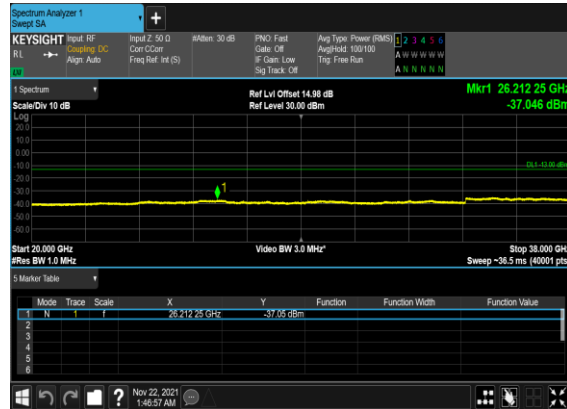 Spectrum Analyzer 1
Swept SA
KEYSIGHT Input: RF Input Z: 50 Ω #Atten: 30 dB PNO: Fast Avg Type: Power (RMS) 1 2 3 4 5 6
RL Coupling: DC Corr CCorr Gate: Off Avg|Hold: 100/100 A W W W W W
Align: Auto Freq Ref: Int (S) IF Gain: Low Trig: Free Run A N N N N N
Sig Track: Off
1 Spectrum Ref Lvl Offset 14.98 dB Mkr1 26.212 25 GHz
Scale/Div 10 dB Ref Level 30.00 dBm -37.046 dBm
Log
20.0
10.0
0.00
-10.0 DL1 -13.00 dBm
-20.0
-30.0 1
-40.0
-50.0
-60.0
Start 20.000 GHz Video BW 3.0 MHz* Stop 38.000 GHz
#Res BW 1.0 MHz Sweep ~36.5 ms (40001 pts)
5 Marker Table
Mode Trace Scale X Y Function Function Width Function Value
1 N 1 f 26.212 25 GHz -37.05 dBm
2
3
4
5
6
? Nov 22, 2021
1:46:57 AM